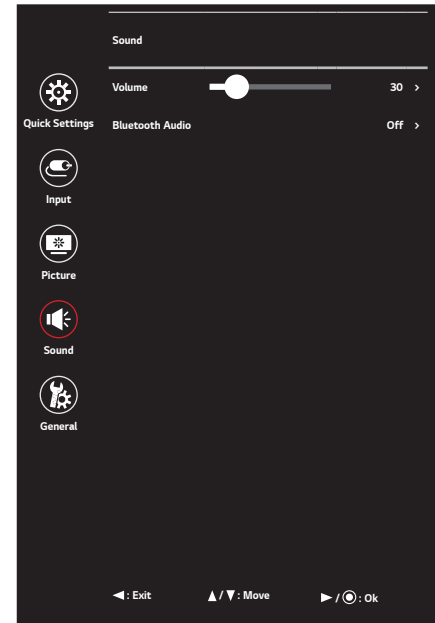 Sound
Volume 30 >
Quick Settings
Bluetooth Audio Off >
Input
Picture
Sound
General
◄ : Exit ▲ / ▼ : Move ► / ◉ : Ok